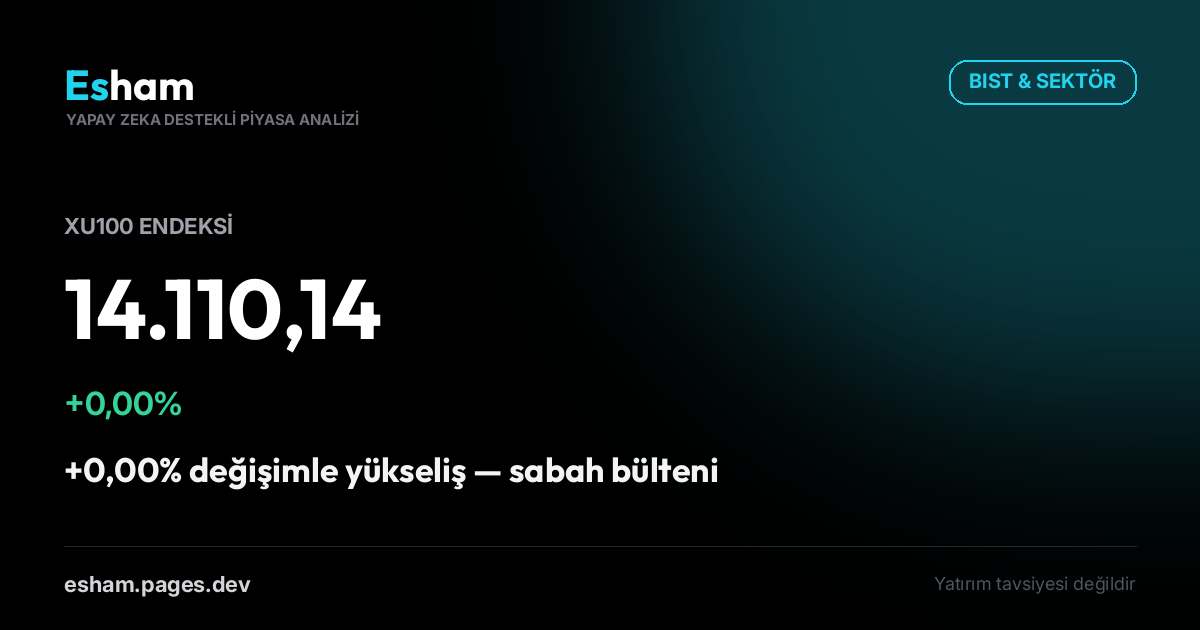 Esham
BIST & SEKTÖR
YAPAY ZEKA DESTEKLİ PİYASA ANALİZİ
XU100 ENDEKSİ
14.110,14
+0,00%
+0,00% değişimle yükseliş — sabah bülteni
esham.pages.dev
Yatırım tavsiyesi değildir